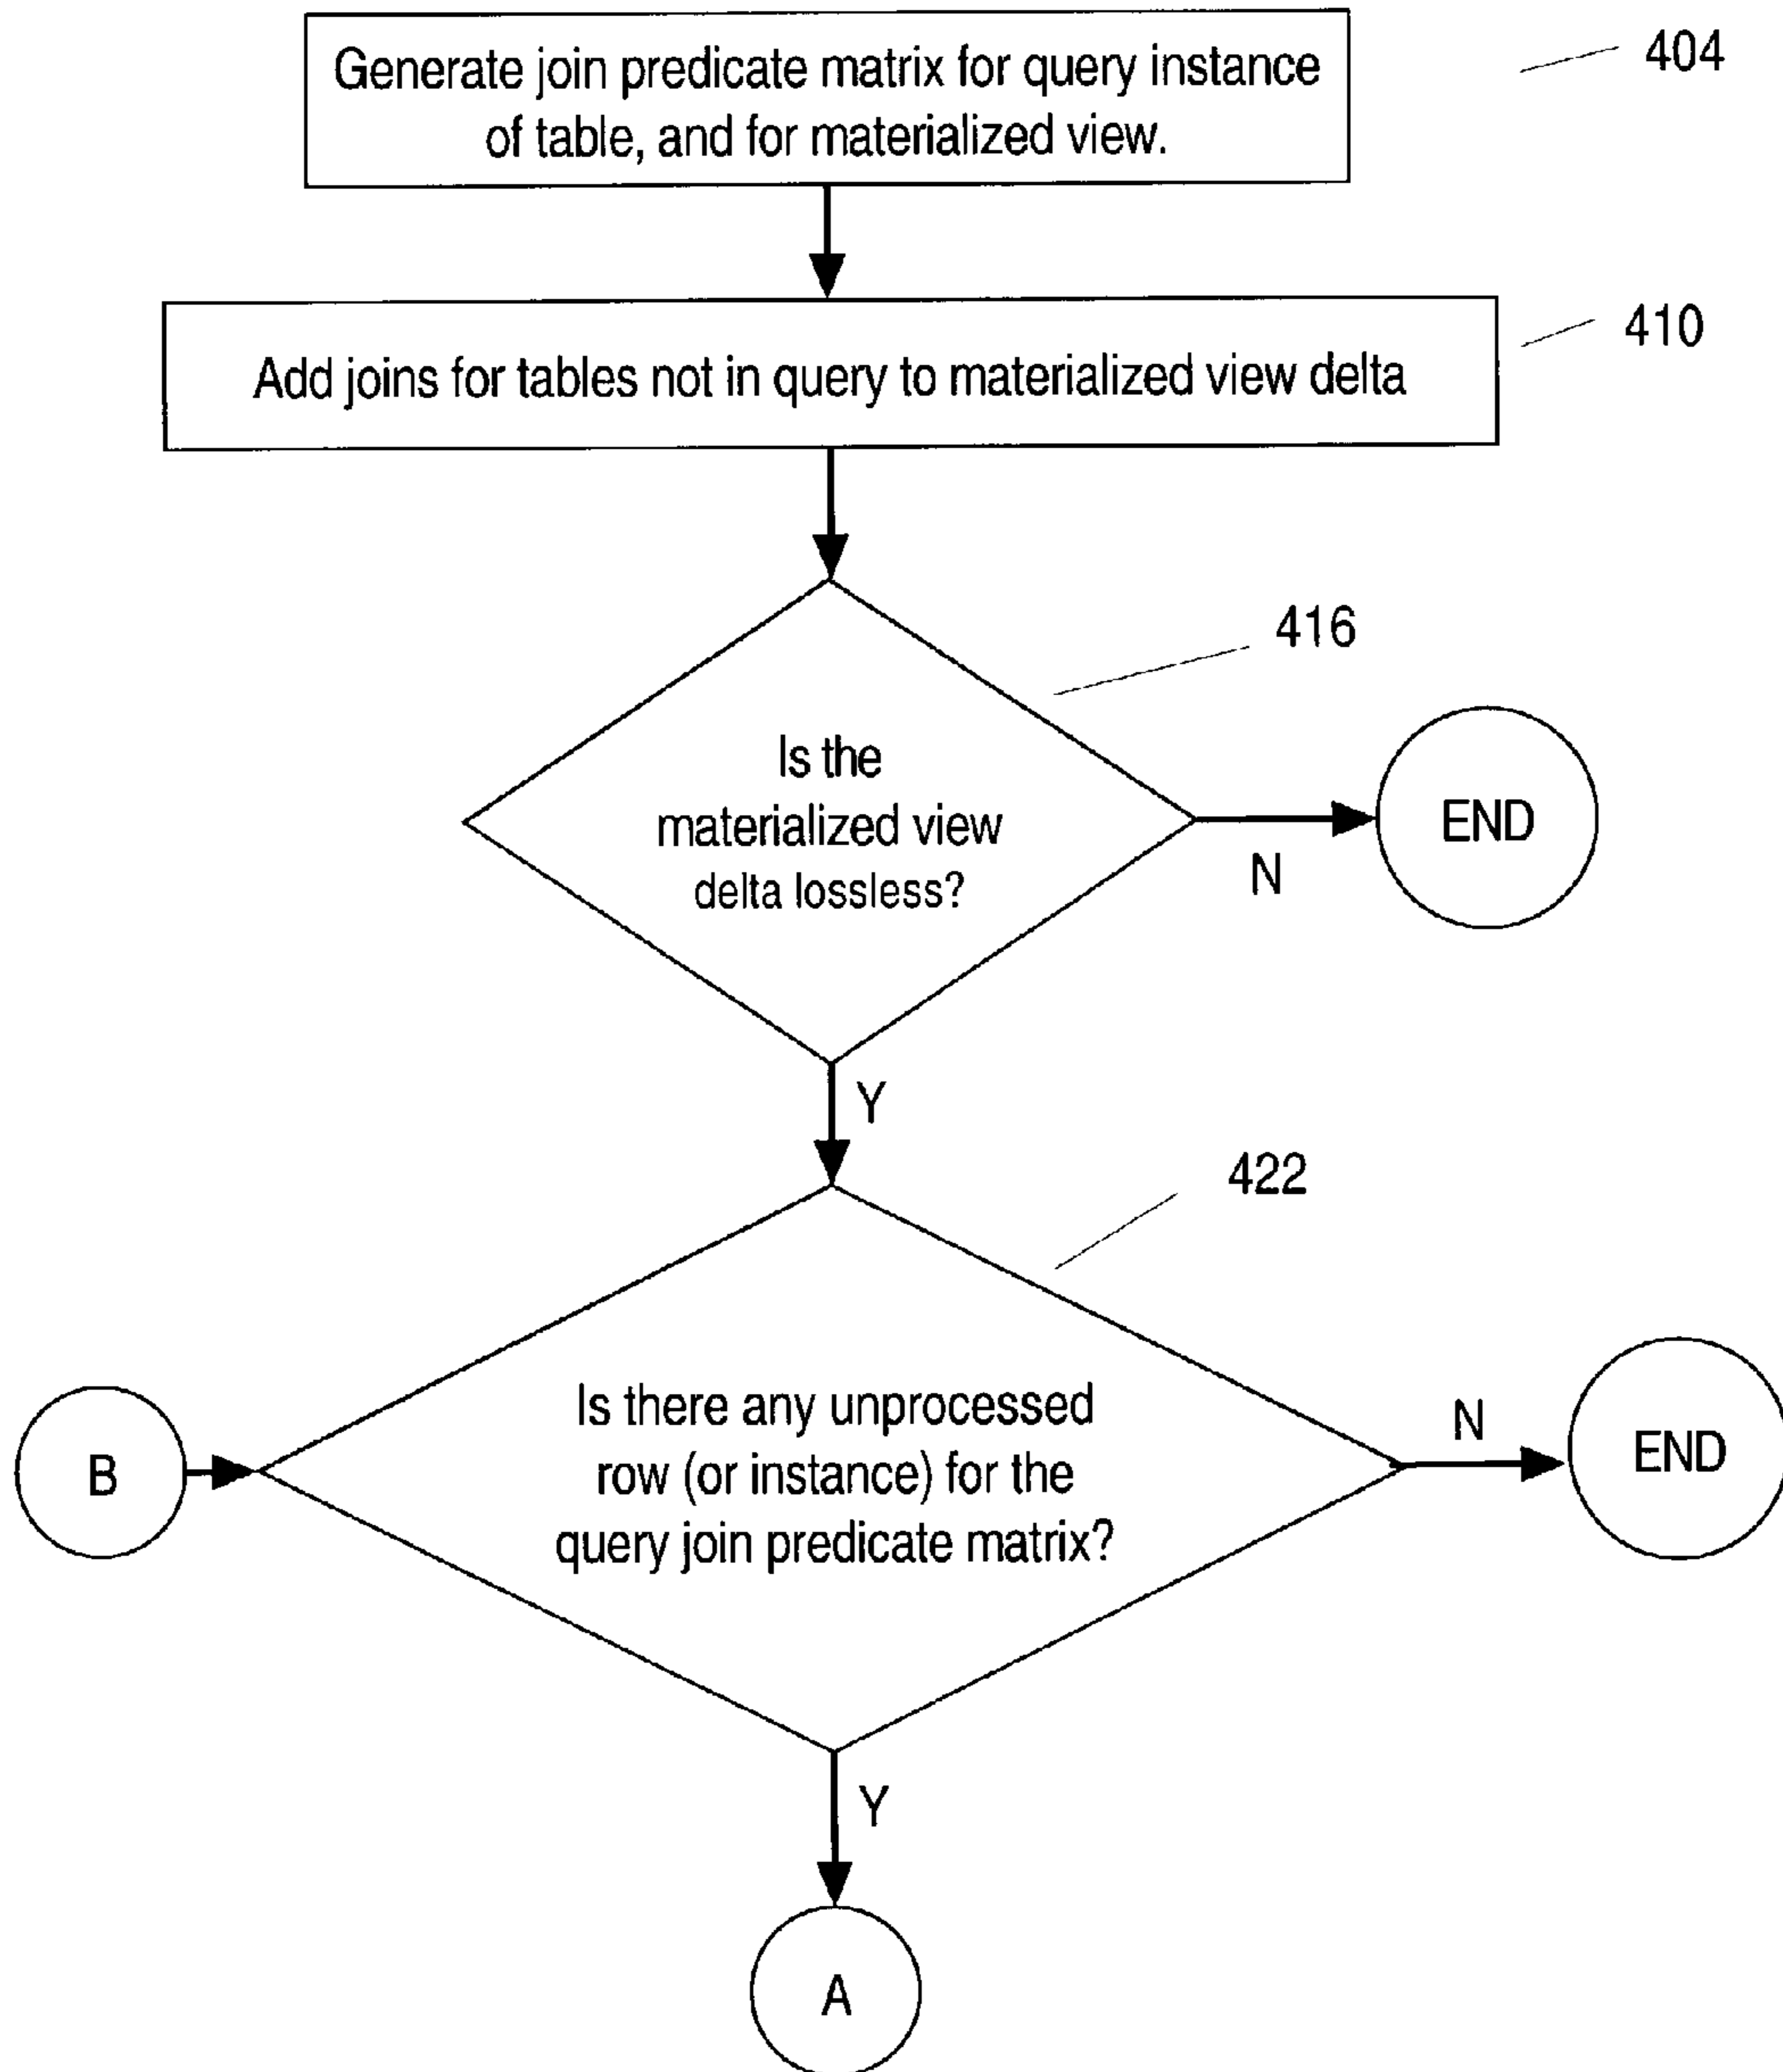 Generate join predicate matrix for query instance
of table, and for materialized view.
404
Add joins for tables not in query to materialized view delta
410
416
Is the
materialized view
delta lossless?
N
END
Y
422
B
Is there any unprocessed
row (or instance) for the
query join predicate matrix?
N
END
Y
A